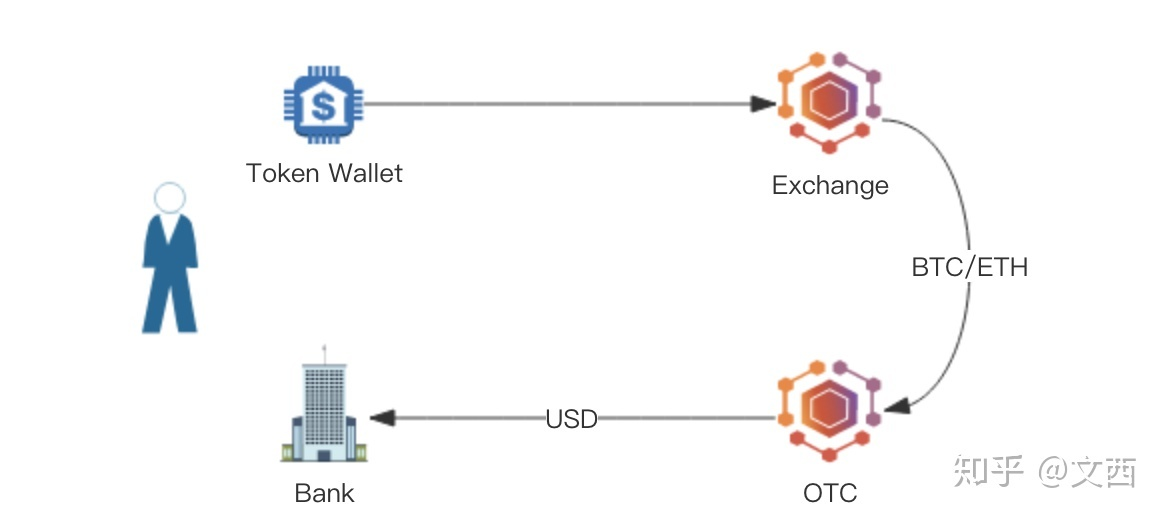 Token Wallet
Exchange
BTC/ETH
USD
Bank
OTC
知乎 @文西